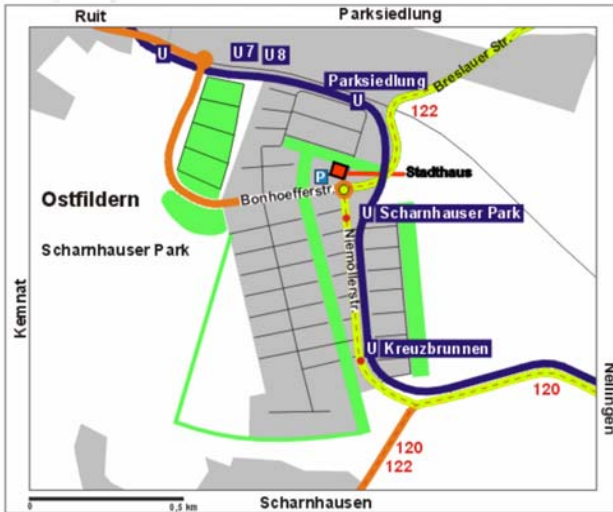 Ruit
Parksiedlung
U
U7 U8
Breslauer Str.
Parksiedlung
U
122
P
Stadthaus
Ostfildern
Bonhoefferstr.
U Scharnhauser Park
Scharnhauser Park
Niemöllerstr.
Kemnat
U Kreuzbrunnen
Nellingen
120
120
122
0
0,5 km
Scharnhausen